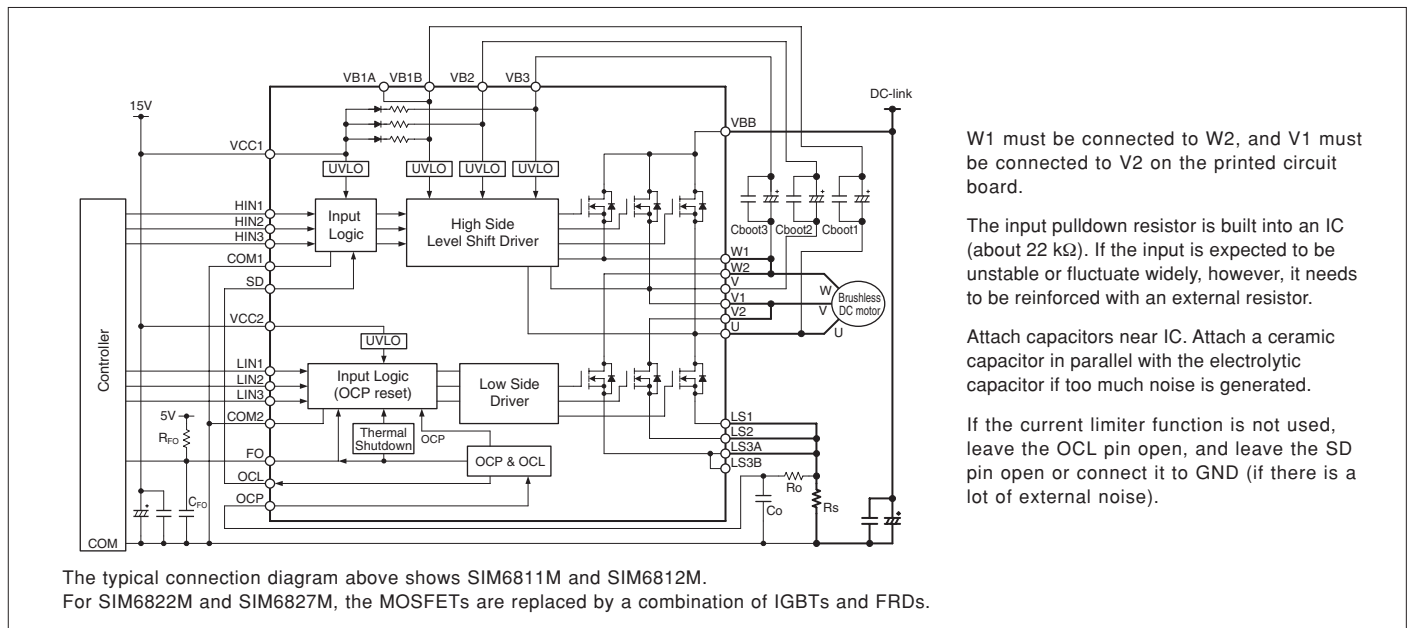 VB1A VB1B VB2 VB3
15V
DC-link
VBB
VCC1
UVLO UVLO UVLO UVLO
HIN1
HIN2
HIN3
Input
Logic
High Side
Level Shift Driver
Cboot3 Cboot2 Cboot1
COM1
SD
W1
W2
V
V1
V2
U
W
V
U
Brushless
DC motor
VCC2
UVLO
Controller
LIN1
LIN2
LIN3
Input Logic
(OCP reset)
Low Side
Driver
COM2
5V
RFO
Thermal
Shutdown
OCP
LS1
LS2
LS3A
LS3B
FO
OCP & OCL
OCL
OCP
CFO
Ro
Co
Rs
COM
W1 must be connected to W2, and V1 must
be connected to V2 on the printed circuit
board.
The input pulldown resistor is built into an IC
(about 22 kΩ). If the input is expected to be
unstable or fluctuate widely, however, it needs
to be reinforced with an external resistor.
Attach capacitors near IC. Attach a ceramic
capacitor in parallel with the electrolytic
capacitor if too much noise is generated.
If the current limiter function is not used,
leave the OCL pin open, and leave the SD
pin open or connect it to GND (if there is a
lot of external noise).
The typical connection diagram above shows SIM6811M and SIM6812M.
For SIM6822M and SIM6827M, the MOSFETs are replaced by a combination of IGBTs and FRDs.